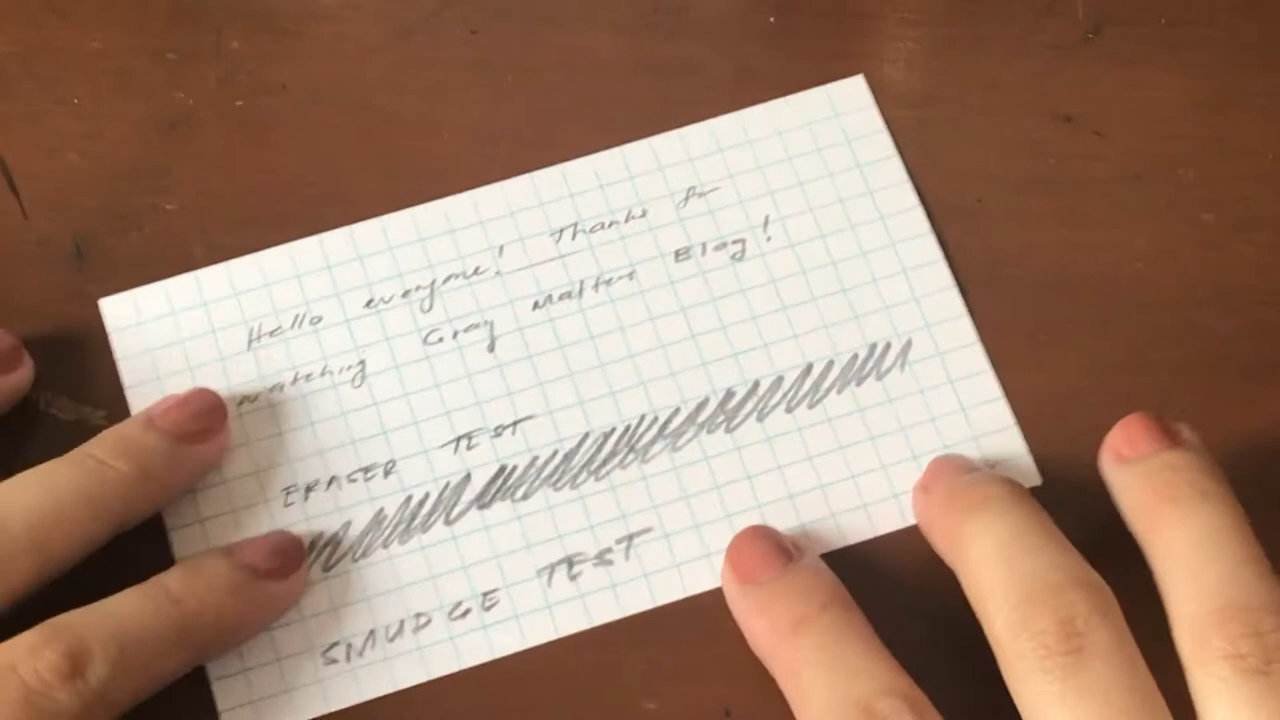 Hello everyone! Thanks for
watching Gray Matters Blog!
ERASER TEST
SMUDGE TEST